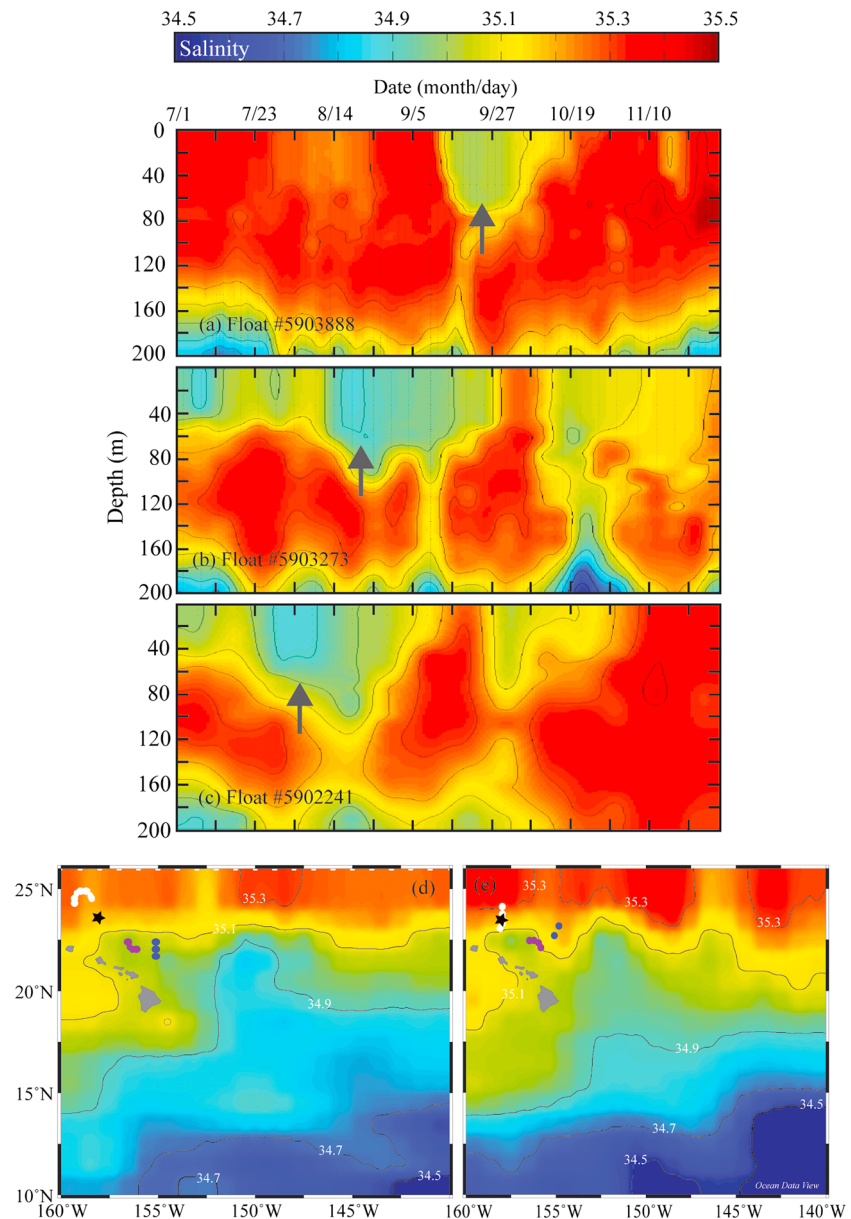 34.5 34.7 34.9 35.1 35.3 35.5
Salinity
Date (month/day)
7/1 7/23 8/14 9/5 9/27 10/19 11/10
0
40
80
120
160
200
(a) Float #5903888
40
80
120
160
200
(b) Float #5903273
Depth (m)
40
80
120
160
200
(c) Float #5902241
25°N
20°N
15°N
10°N
(d)
35.3
35.1
34.9
34.7
34.7
34.5
160°W 155°W 150°W 145°W
(e)
35.3
35.3
35.3
35.1
34.9
34.7
34.5
34.5
Ocean Data View
160°W 155°W 150°W 145°W 140°W